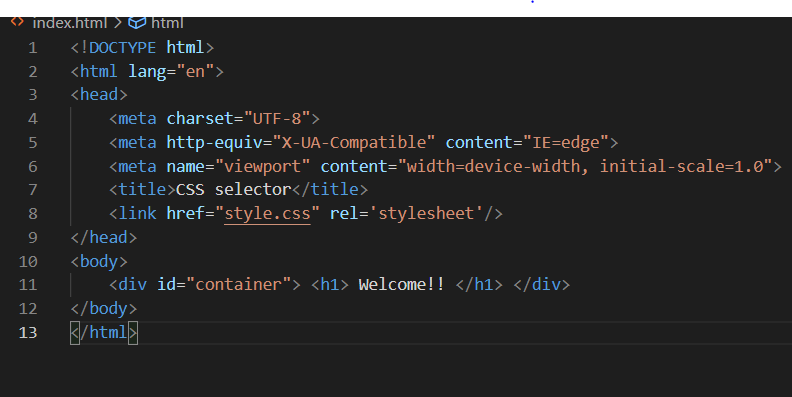 index.html > html
1 <!DOCTYPE html>
2 <html lang="en">
3 <head>
4     <meta charset="UTF-8">
5     <meta http-equiv="X-UA-Compatible" content="IE=edge">
6     <meta name="viewport" content="width=device-width, initial-scale=1.0">
7     <title>CSS selector</title>
8     <link href="style.css" rel='stylesheet'/>
9 </head>
10 <body>
11     <div id="container"> <h1> Welcome!! </h1> </div>
12 </body>
13 </html>